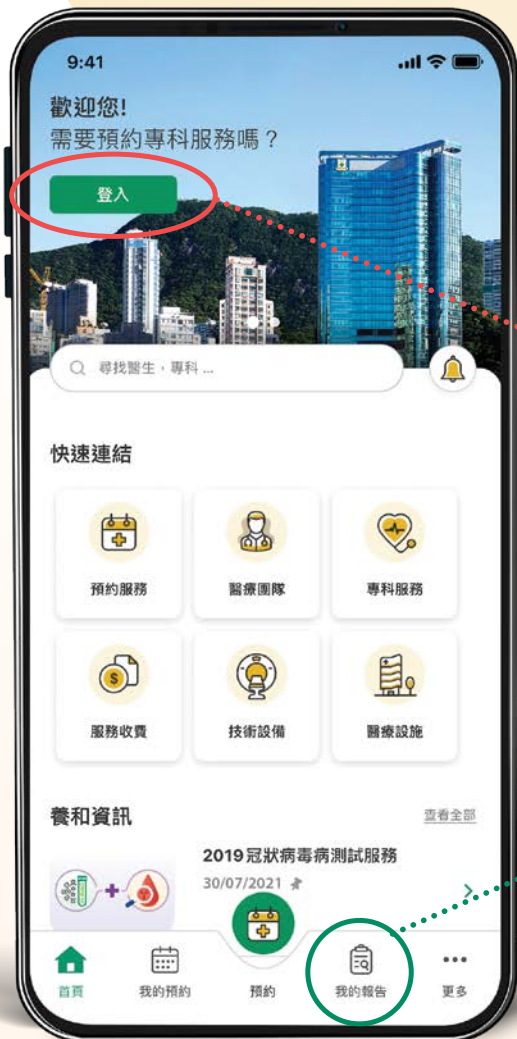 9:41
歡迎您!
需要預約專科服務嗎？
登入
尋找醫生，專科 ...
快速連結
預約服務
醫療團隊
專科服務
服務收費
技術設備
醫療設施
養和資訊
查看全部
2019冠狀病毒病測試服務
30/07/2021
首頁
我的預約
預約
我的報告
更多